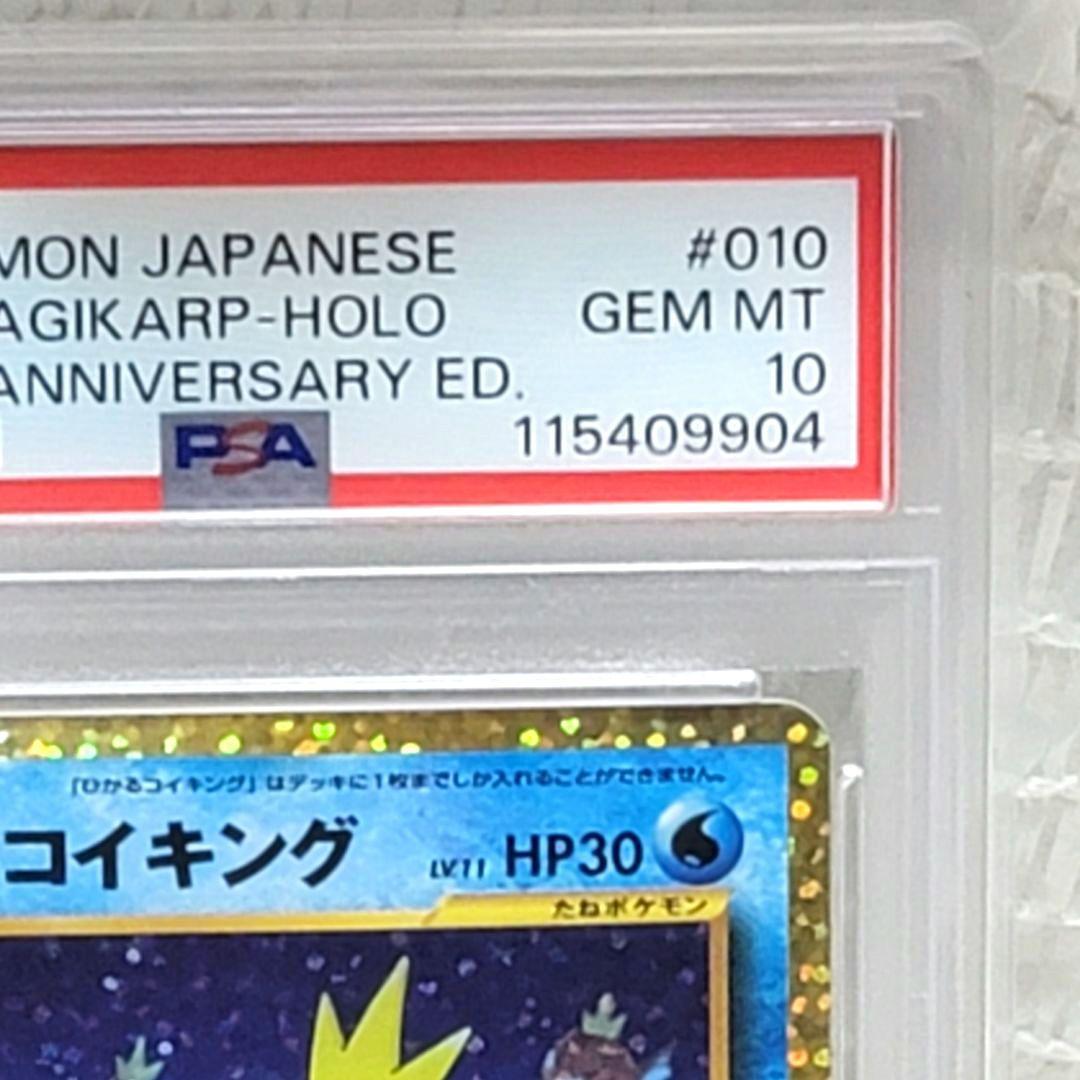 MON JAPANESE #010
AGIKARP-HOLO GEM MT
ANNIVERSARY ED. 10
PSA 115409904
「ひかるコイキング」はデッキに1枚までしか入れることができません。
コイキング LV.11 HP30
たねポケモン